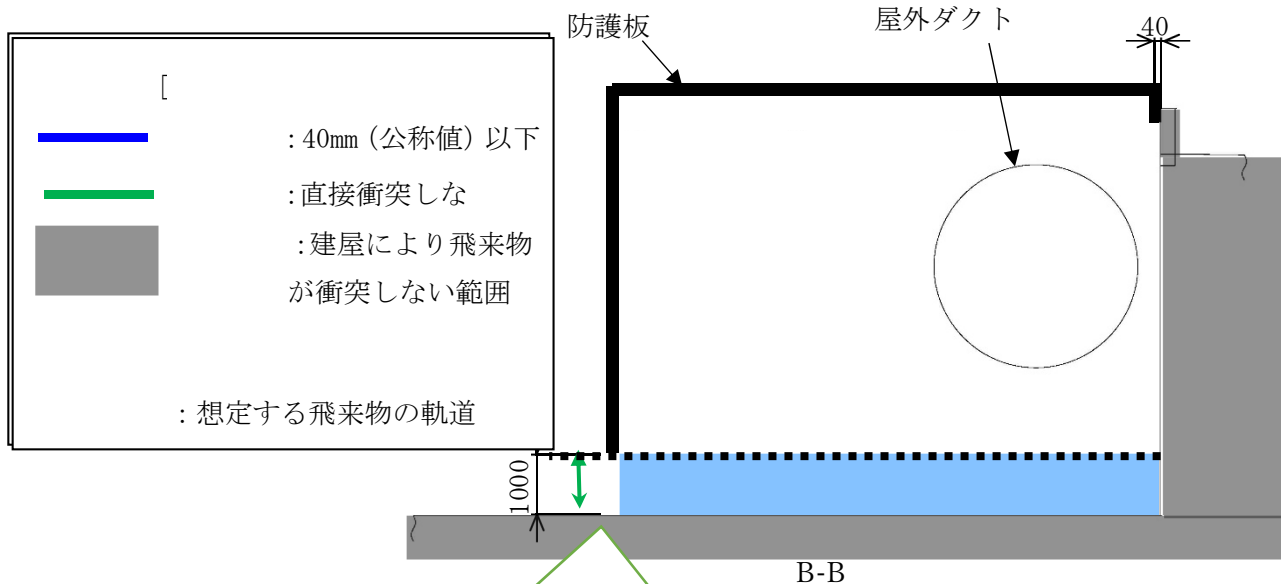 防護板
屋外ダクト
40
[
:40mm(公称値)以下
:直接衝突しな
:建屋により飛来物
が衝突しない範囲
:想定する飛来物の軌道
1000
B-B